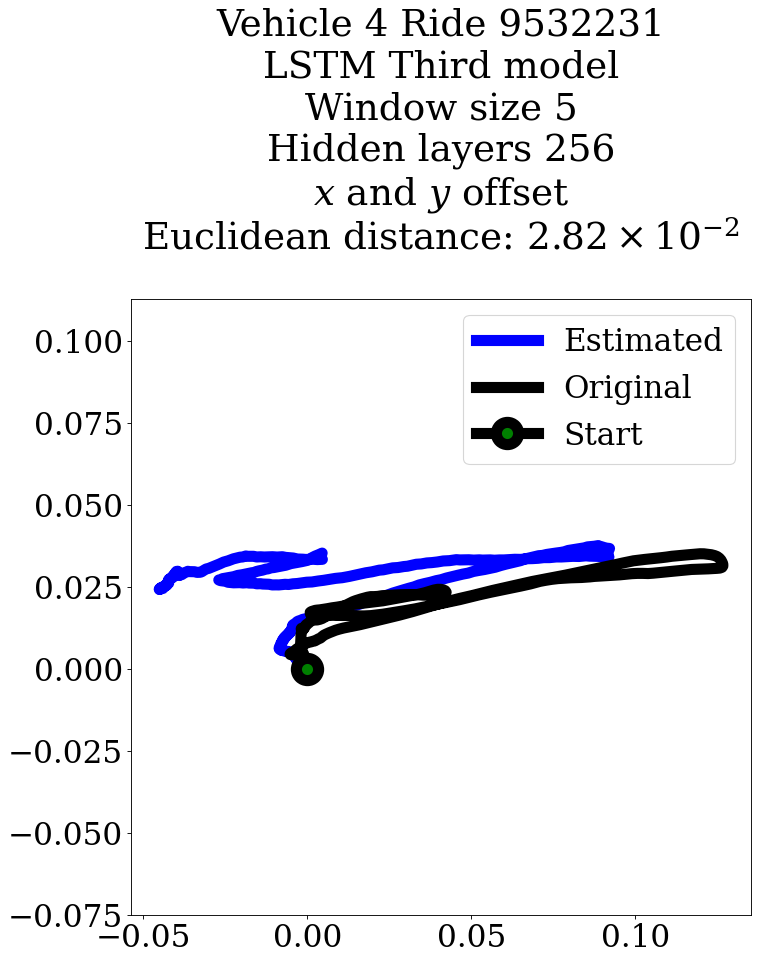 Vehicle 4 Ride 9532231
LSTM Third model
Window size 5
Hidden layers 256
x and y offset
Euclidean distance: 2.82 × 10⁻²
Estimated
Original
Start
0.100
0.075
0.050
0.025
0.000
−0.025
−0.050
−0.075
−0.05 0.00 0.05 0.10